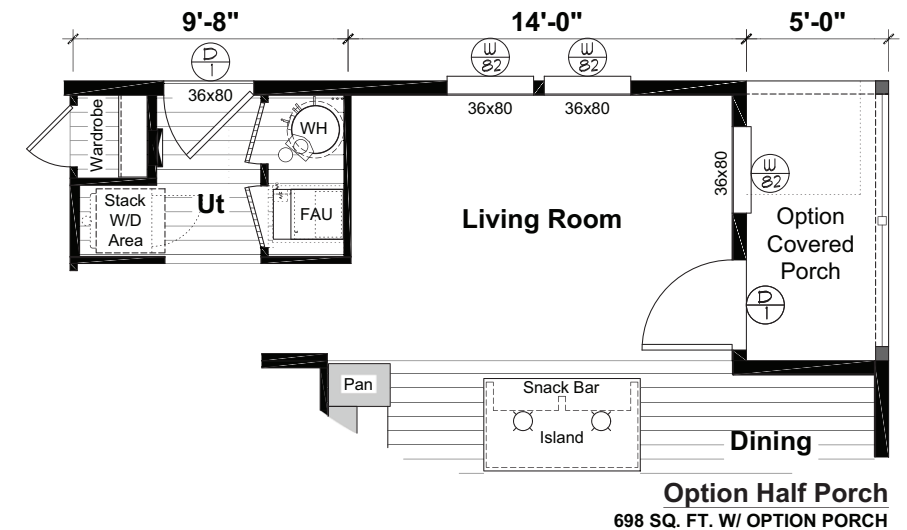 9'-8" 14'-0" 5'-0"
D
1
W
82
W
82
36x80
36x80
36x80
Wardrobe
WH
36x80
W
82
Stack
W/D
Area
Ut
FAU
Living Room
Option
Covered
Porch
D
1
Pan
Snack Bar
Island
Dining
Option Half Porch
698 SQ. FT. W/ OPTION PORCH